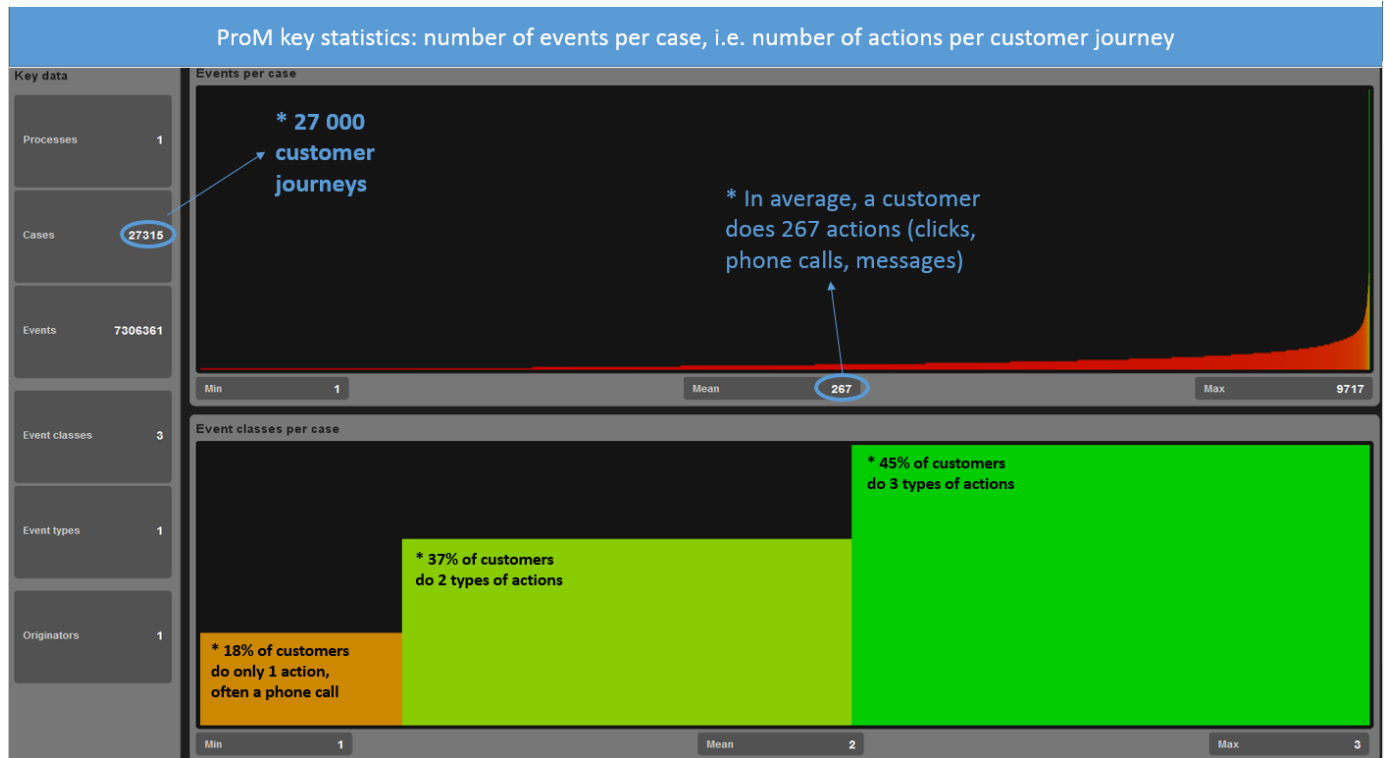 ProM key statistics: number of events per case, i.e. number of actions per customer journey
Key data
Processes 1
Cases 27315
Events 7306361
Event classes 3
Event types 1
Originators 1
Events per case
* 27 000
customer
journeys
* In average, a customer
does 267 actions (clicks,
phone calls, messages)
Min 1
Mean 267
Max 9717
Event classes per case
* 18% of customers
do only 1 action,
often a phone call
* 37% of customers
do 2 types of actions
* 45% of customers
do 3 types of actions
Min 1
Mean 2
Max 3